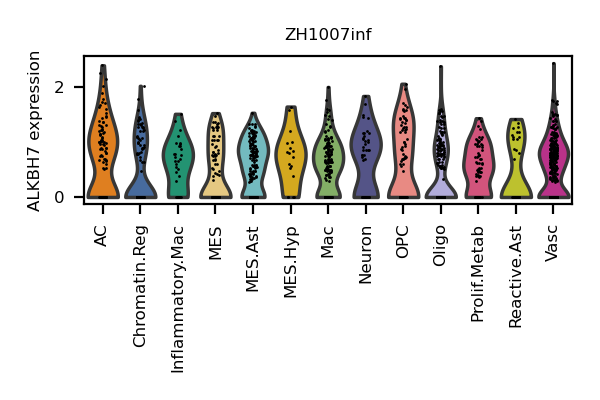 ZH1007inf
ALKBH7 expression
2
0
AC
Chromatin.Reg
Inflammatory.Mac
MES
MES.Ast
MES.Hyp
Mac
Neuron
OPC
Oligo
Prolif.Metab
Reactive.Ast
Vasc